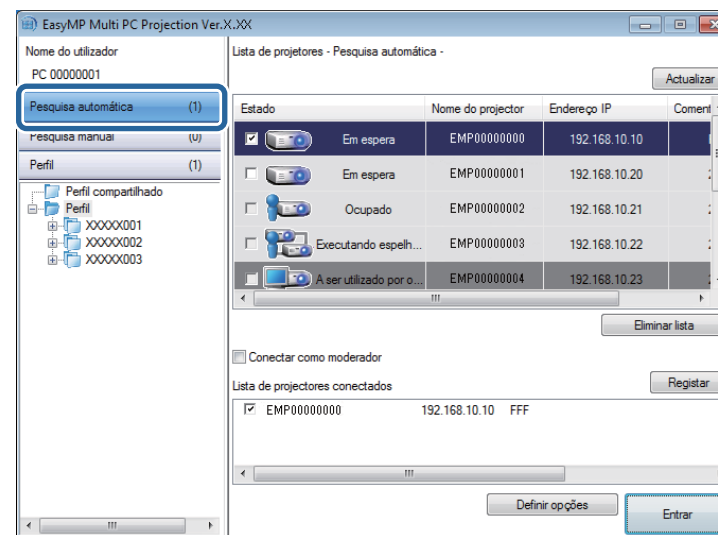 EasyMP Multi PC Projection Ver.X.XX
Nome do utilizador
PC 00000001
Pesquisa automática (1)
Pesquisa manual (0)
Perfil (1)
Perfil compartilhado
Perfil
XXXXX001
XXXXX002
XXXXX003
Lista de projetores - Pesquisa automática -
Actualizar
Estado Nome do projector Endereço IP Coment
Em espera EMP00000000 192.168.10.10
Em espera EMP00000001 192.168.10.20
Ocupado EMP00000002 192.168.10.21
Executando espelh... EMP00000003 192.168.10.22
A ser utilizado por o... EMP00000004 192.168.10.23
Eliminar lista
Conectar como moderador
Lista de projectores conectados
Registar
EMP00000000 192.168.10.10 FFF
Definir opções
Entrar